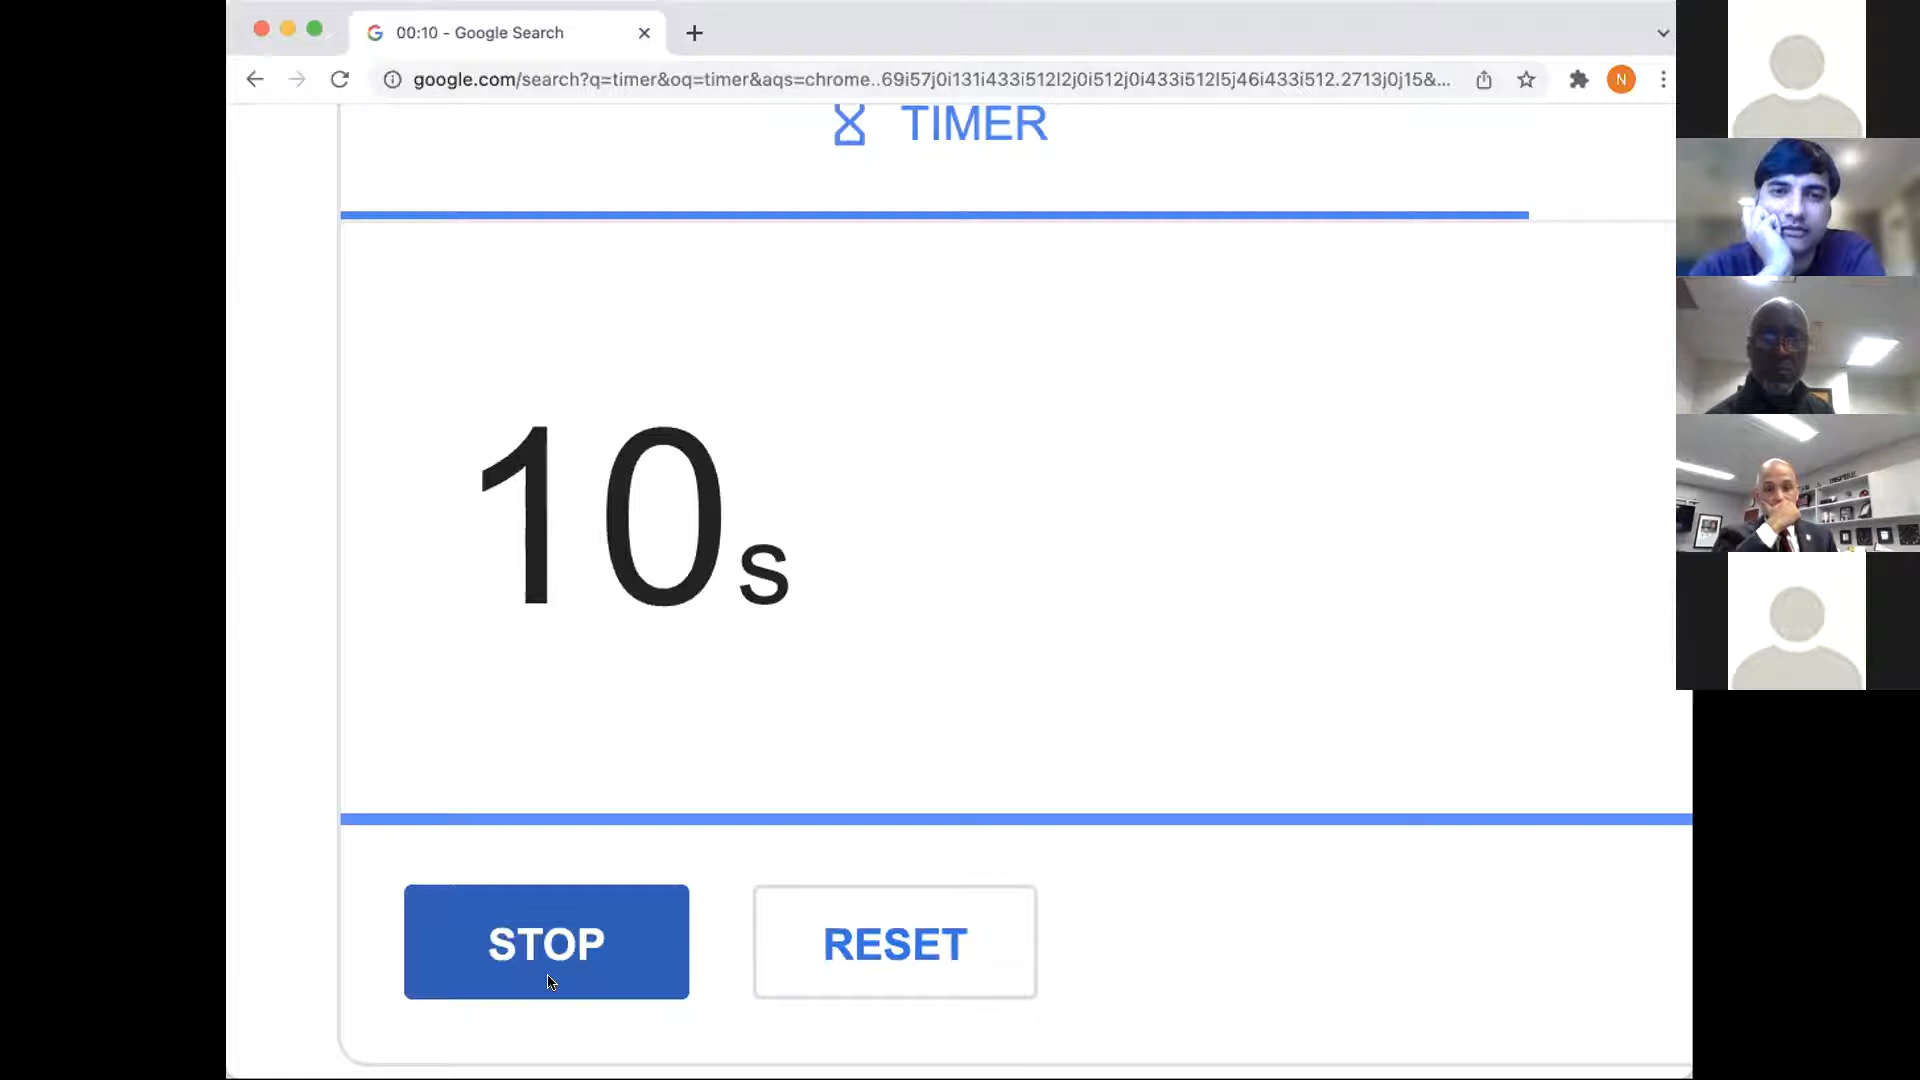 00:10 - Google Search
google.com/search?q=timer&oq=timer&aqs=chrome..69i57j0i131i433i512l2j0i512j0i433i512l5j46i433i512.2713j0j15&...
N
TIMER
10s
STOP
RESET